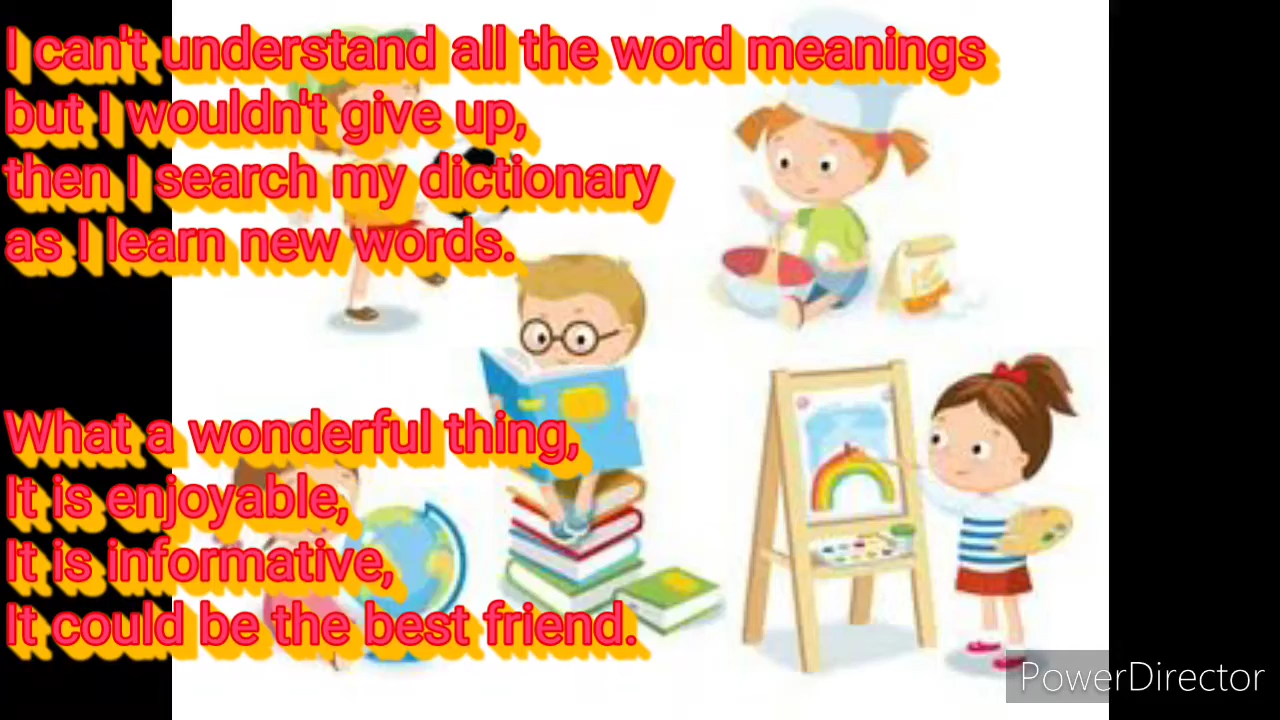 I can't understand all the word meanings
but I wouldn't give up,
then I search my dictionary
as I learn new words.
What a wonderful thing,
It is enjoyable,
It is informative,
It could be the best friend.
PowerDirector